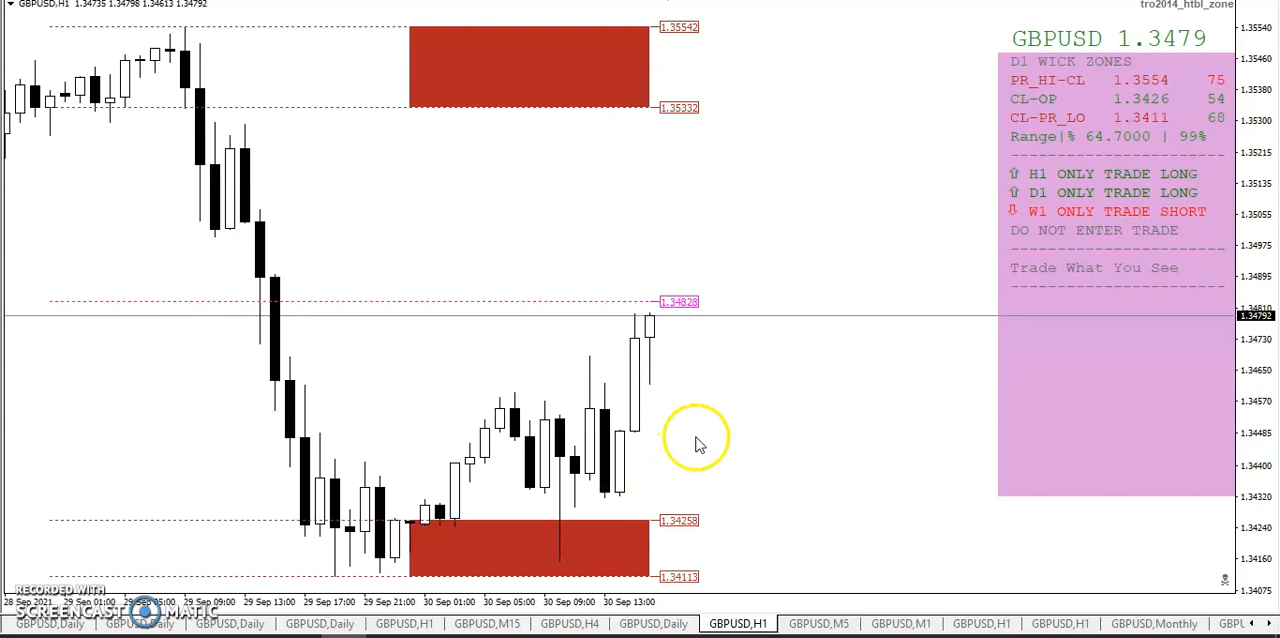 GBPUSD,H1 1.34735 1.34798 1.34613 1.34792
tro2014_htbl_zone
GBPUSD 1.3479
D1 WICK ZONES
PR_HI-CL 1.3554 75
CL-OP 1.3426 54
CL-PR_LO 1.3411 68
Range|% 64.7000 | 99%
⇧ H1 ONLY TRADE LONG
⇧ D1 ONLY TRADE LONG
⇩ W1 ONLY TRADE SHORT
DO NOT ENTER TRADE
Trade What You See
1.35542
1.35332
1.34828
1.34258
1.34113
1.35540
1.35460
1.35380
1.35300
1.35215
1.35135
1.35055
1.34975
1.34895
1.34810
1.34792
1.34730
1.34650
1.34570
1.34485
1.34400
1.34320
1.34240
1.34160
1.34075
RECORDED WITH
SCREENCAST MATIC
28 Sep 2021 29 Sep 01:00 29 Sep 05:00 29 Sep 09:00 29 Sep 13:00 29 Sep 17:00 29 Sep 21:00 30 Sep 01:00 30 Sep 05:00 30 Sep 09:00 30 Sep 13:00
GBPUSD,Daily GBPUSD,Daily GBPUSD,Daily GBPUSD,Daily GBPUSD,H1 GBPUSD,M15 GBPUSD,H4 GBPUSD,Daily GBPUSD,H1 GBPUSD,M5 GBPUSD,M1 GBPUSD,H1 GBPUSD,H1 GBPUSD,Monthly GBPU